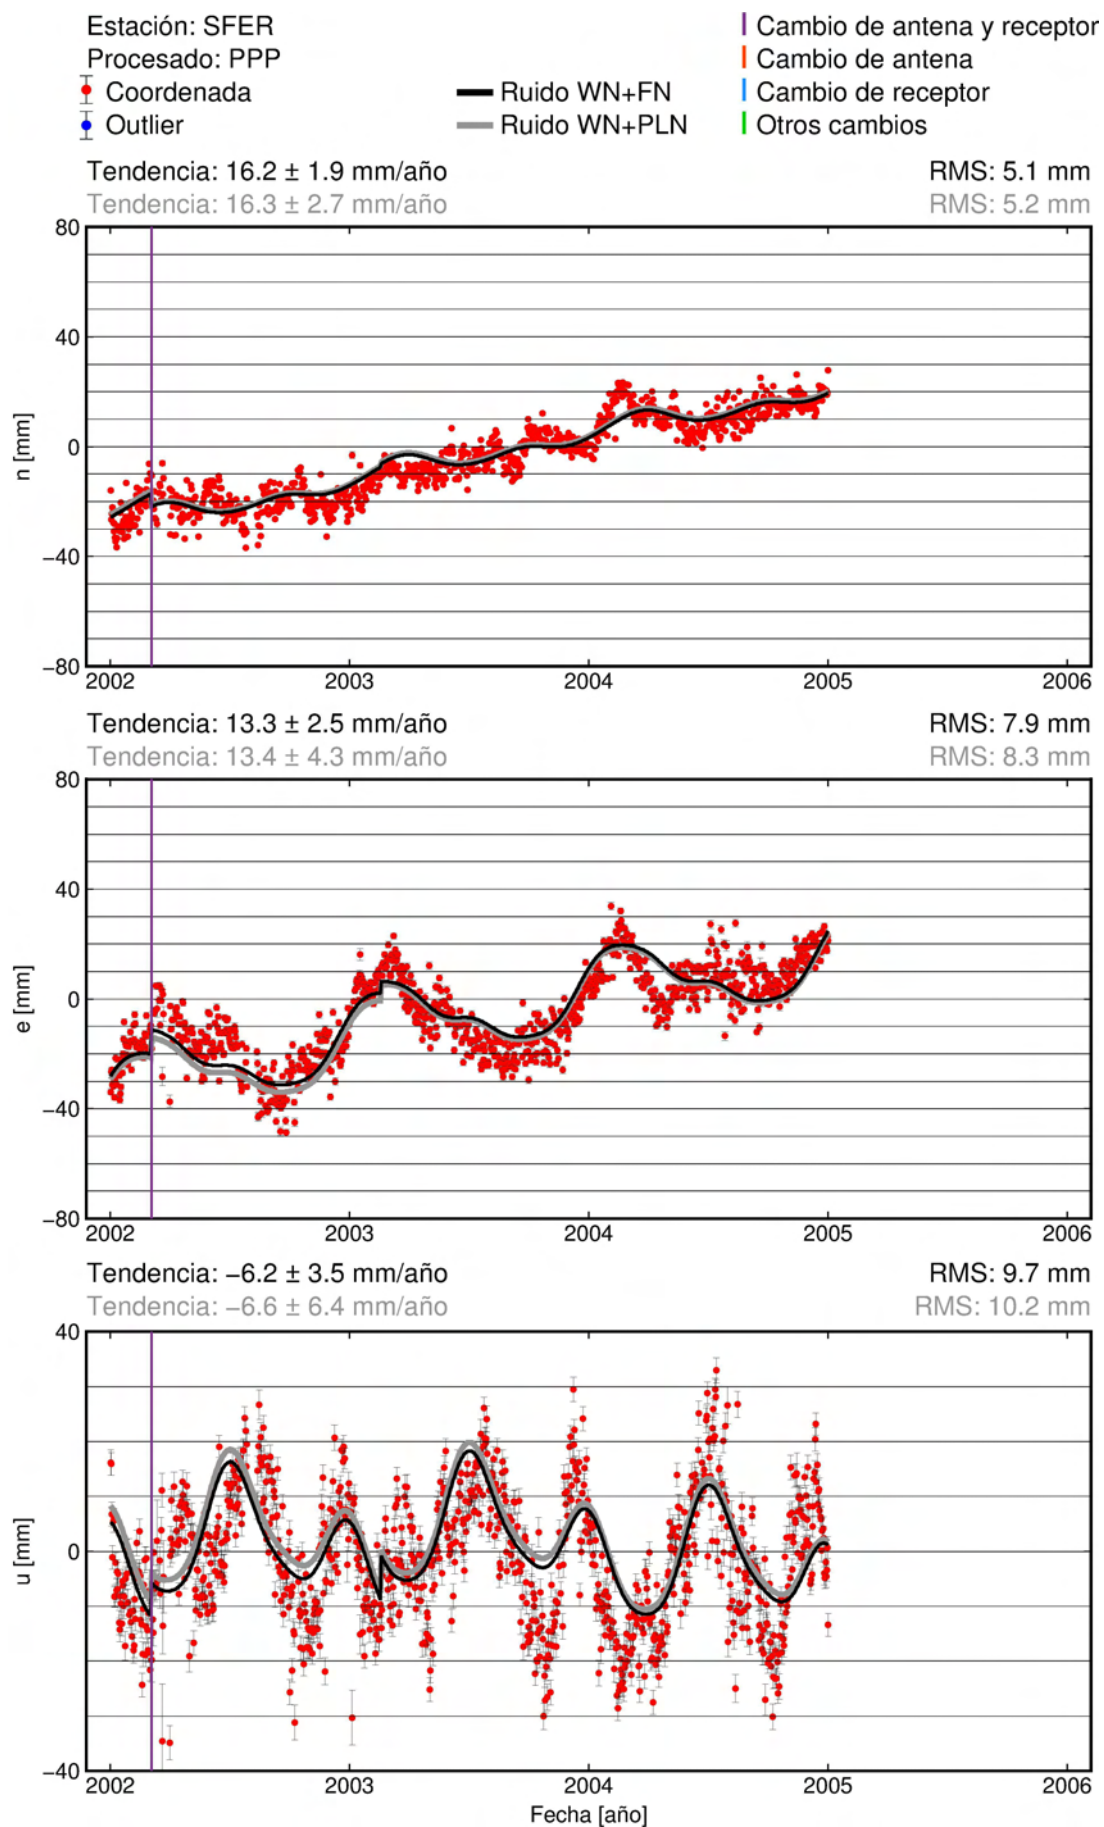 Estación: SFER
Procesado: PPP
Coordenada
Outlier
Ruido WN+FN
Ruido WN+PLN
Cambio de antena y receptor
Cambio de antena
Cambio de receptor
Otros cambios
Tendencia: 16.2 ± 1.9 mm/año RMS: 5.1 mm
Tendencia: 16.3 ± 2.7 mm/año RMS: 5.2 mm
80
40
0
−40
−80
n [mm]
2002 2003 2004 2005 2006
Tendencia: 13.3 ± 2.5 mm/año RMS: 7.9 mm
Tendencia: 13.4 ± 4.3 mm/año RMS: 8.3 mm
80
40
0
−40
−80
e [mm]
2002 2003 2004 2005 2006
Tendencia: −6.2 ± 3.5 mm/año RMS: 9.7 mm
Tendencia: −6.6 ± 6.4 mm/año RMS: 10.2 mm
40
20
0
−20
−40
u [mm]
2002 2003 2004 2005 2006
Fecha [año]